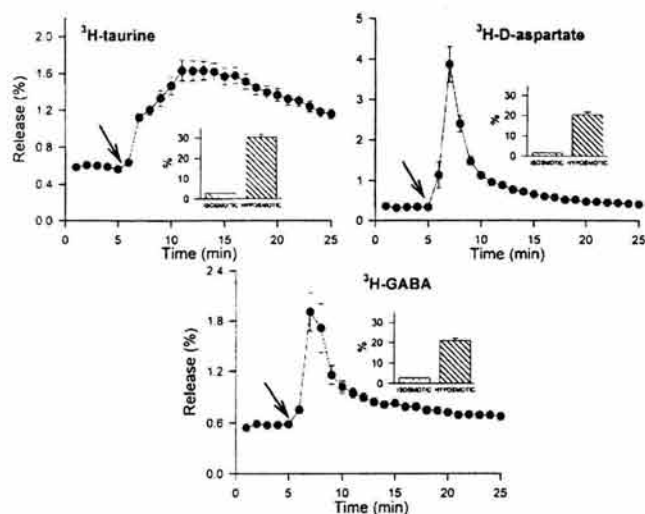 ³H-taurine
2.0
1.6
1.2
0.8
0.4
0.0
Release (%)
30
20
10
0
%
ISOSMOTIC HYPOSMOTIC
0 5 10 15 20 25
Time (min)
³H-D-aspartate
5
4
3
2
1
0
30
20
10
0
%
ISOSMOTIC HYPOSMOTIC
0 5 10 15 20 25
Time (min)
³H-GABA
2.4
1.8
1.2
0.6
0.0
Release (%)
30
20
10
0
%
ISOSMOTIC HYPOSMOTIC
0 5 10 15 20 25
Time (min)